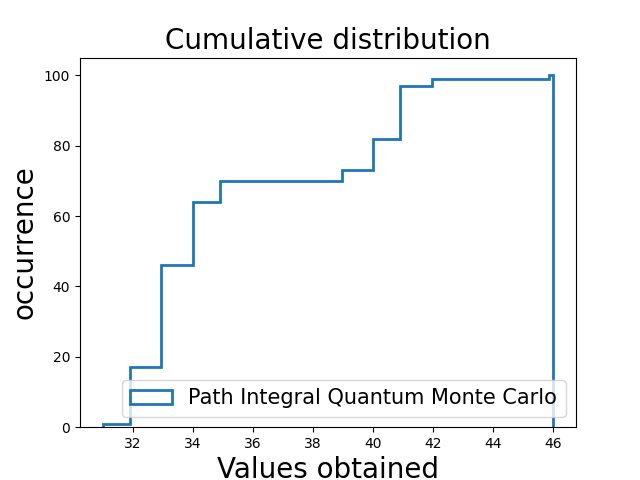 Cumulative distribution
100
80
60
40
20
0
occurrence
Path Integral Quantum Monte Carlo
32 34 36 38 40 42 44 46
Values obtained